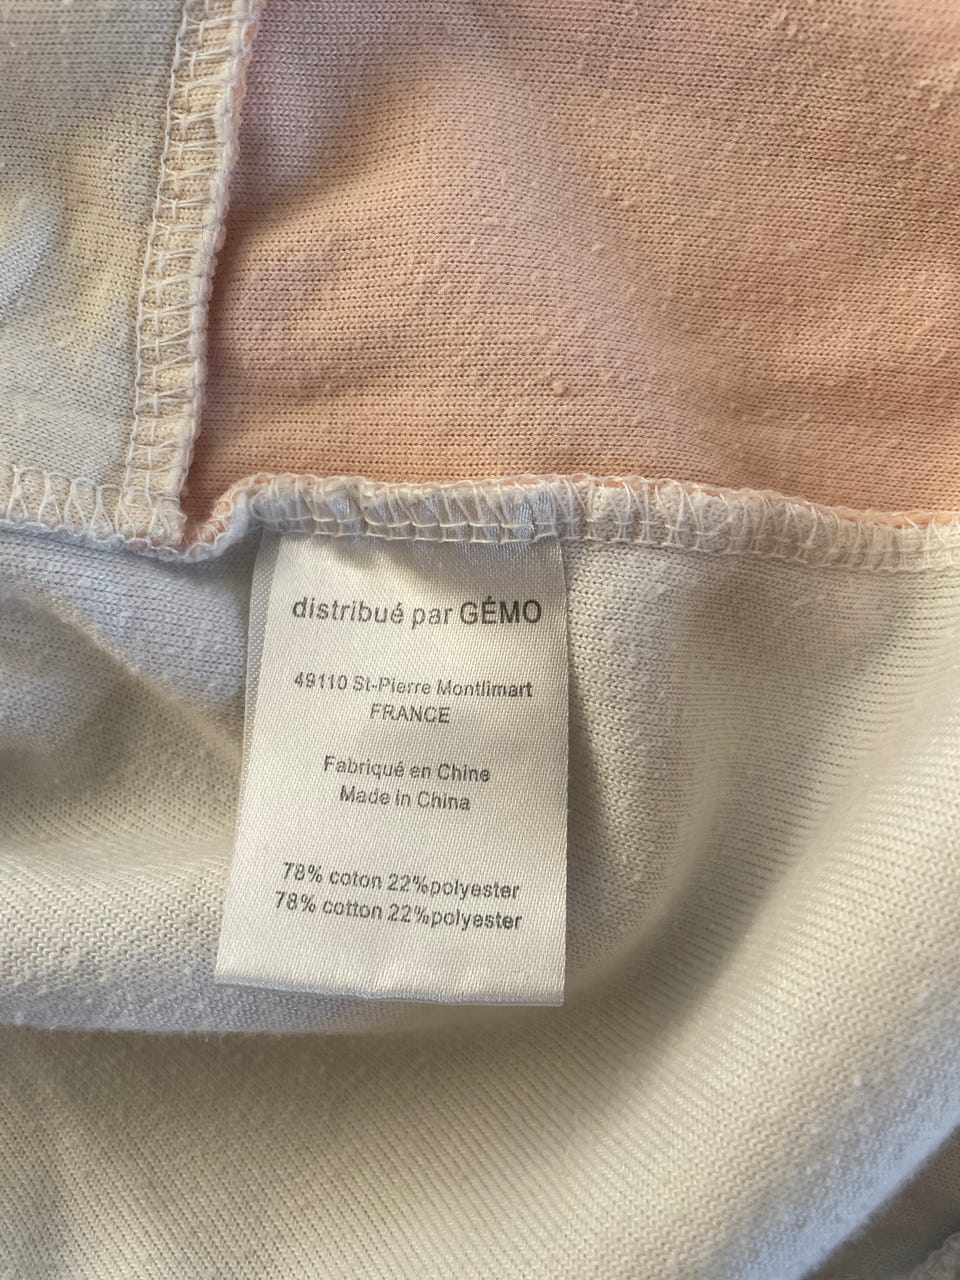 distribué par GÉMO
49110 St-Pierre Montlimart
FRANCE
Fabriqué en Chine
Made in China
78% coton 22%polyester
78% cotton 22%polyester